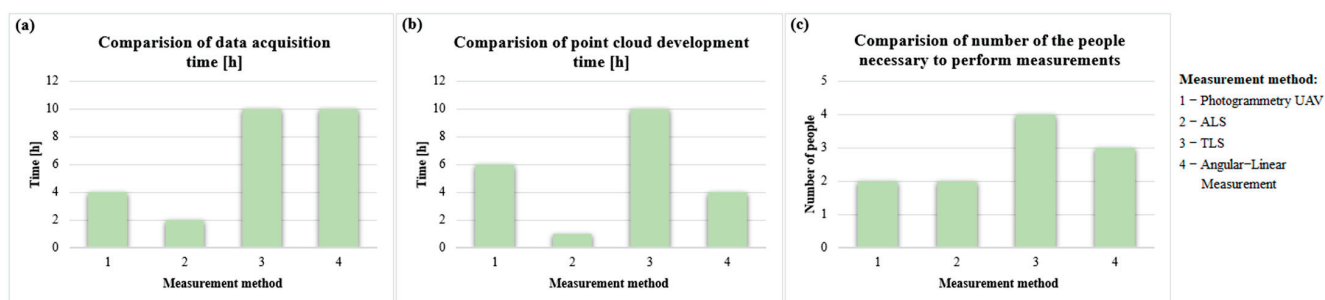 (a)
Comparision of data acquisition
time [h]
12
10
8
6
4
2
0
Time [h]
1 2 3 4
Measurement method
(b)
Comparision of point cloud development
time [h]
12
10
8
6
4
2
0
Time [h]
1 2 3 4
Measurement method
(c)
Comparision of number of the people
necessary to perform measurements
5
4
3
2
1
0
Number of people
1 2 3 4
Measurement method
Measurement method:
1 − Photogrammetry UAV
2 − ALS
3 − TLS
4 − Angular−Linear
Measurement